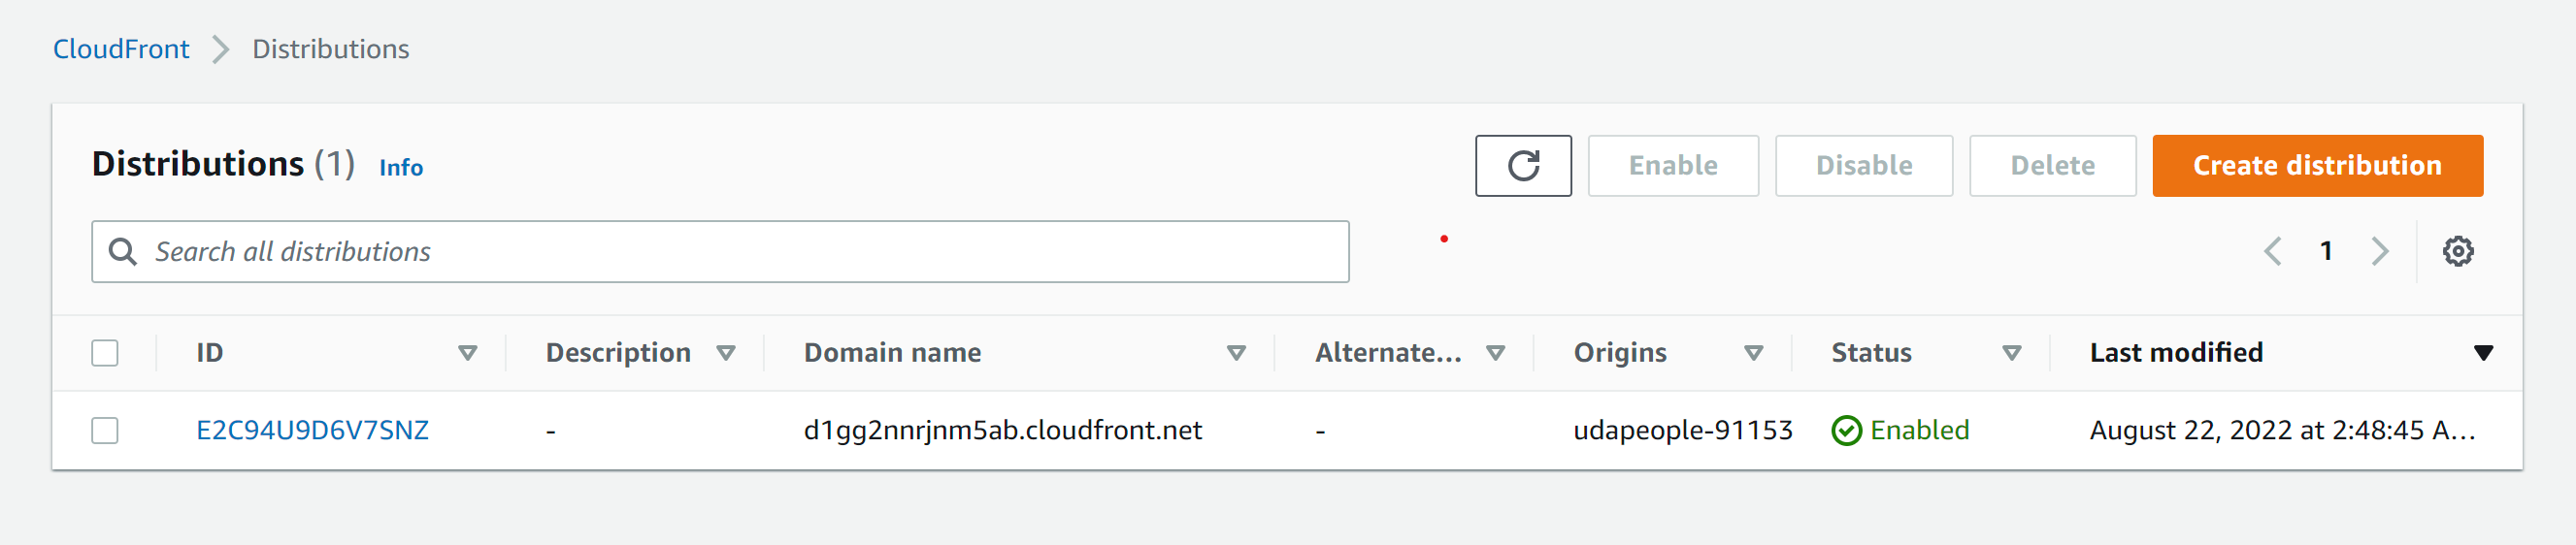 CloudFront Distributions
Distributions (1) Info
Enable Disable Delete Create distribution
Search all distributions
1
ID Description Domain name Alternate... Origins Status Last modified
E2C94U9D6V7SNZ - d1gg2nnrjnm5ab.cloudfront.net - udapeople-91153 Enabled August 22, 2022 at 2:48:45 A...